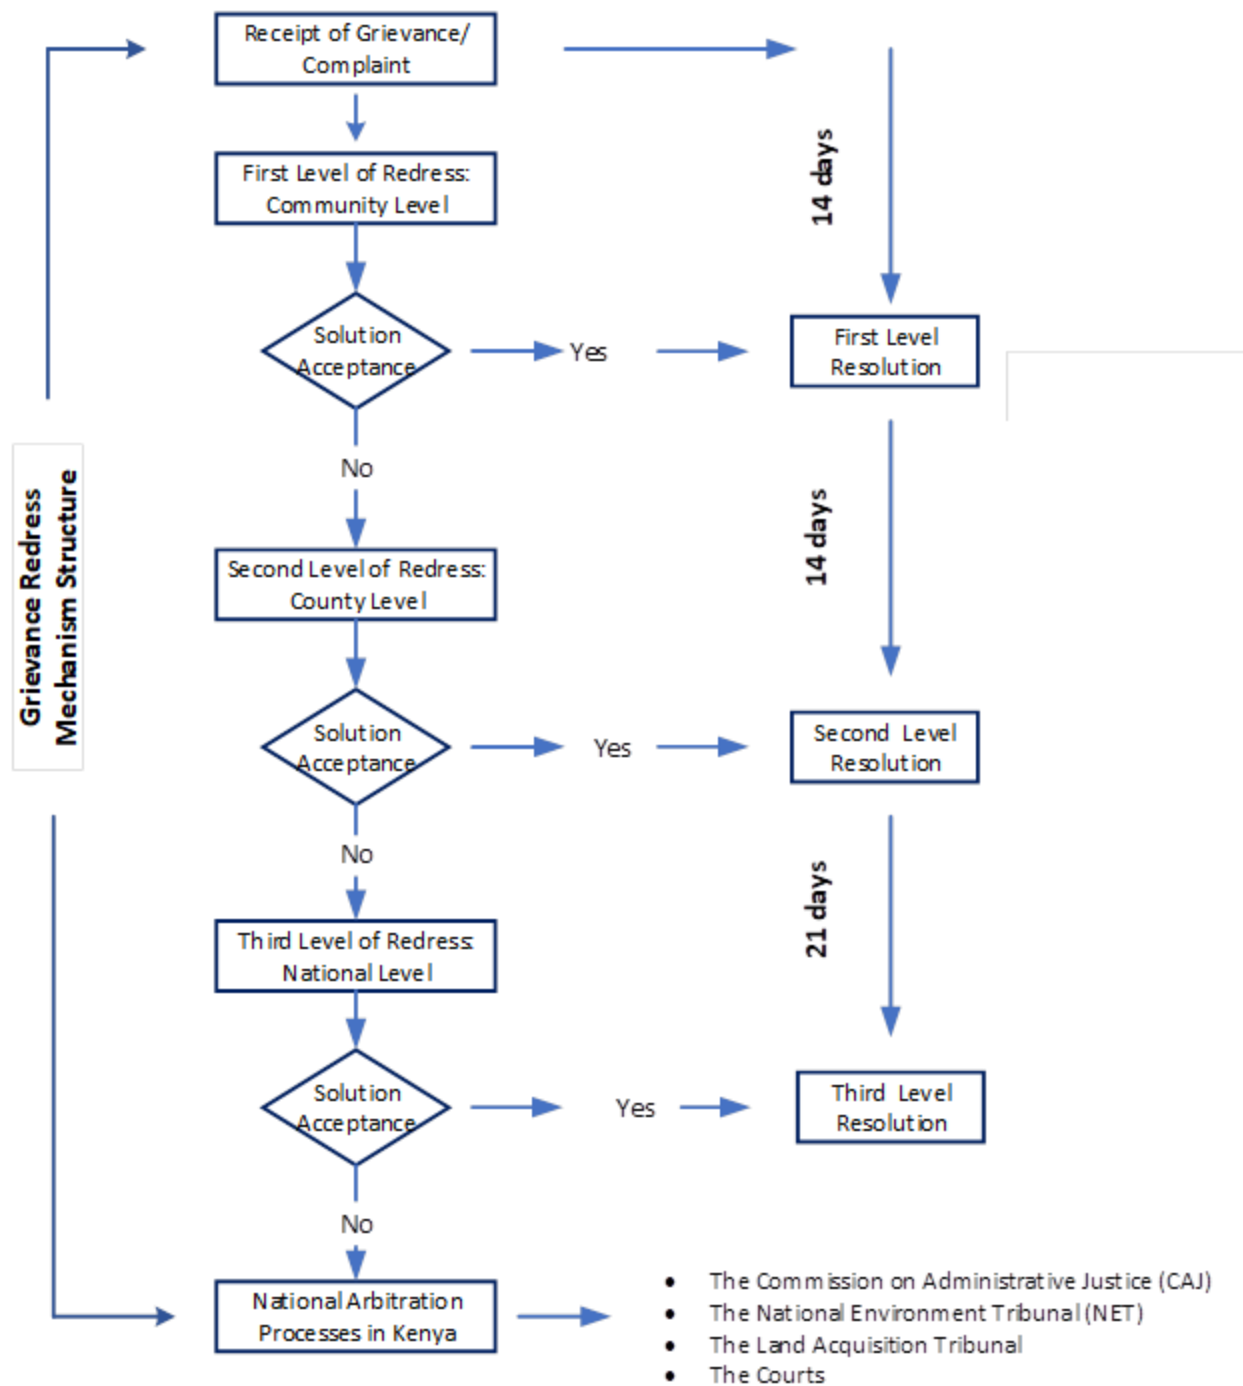 Receipt of Grievance/
Complaint
First Level of Redress:
Community Level
14 days
Solution
Acceptance
Yes
First Level
Resolution
No
Grievance Redress
Mechanism Structure
14 days
Second Level of Redress:
County Level
Solution
Acceptance
Yes
Second Level
Resolution
No
21 days
Third Level of Redress:
National Level
Solution
Acceptance
Yes
Third Level
Resolution
No
National Arbitration
Processes in Kenya
• The Commission on Administrative Justice (CAJ)
• The National Environment Tribunal (NET)
• The Land Acquisition Tribunal
• The Courts